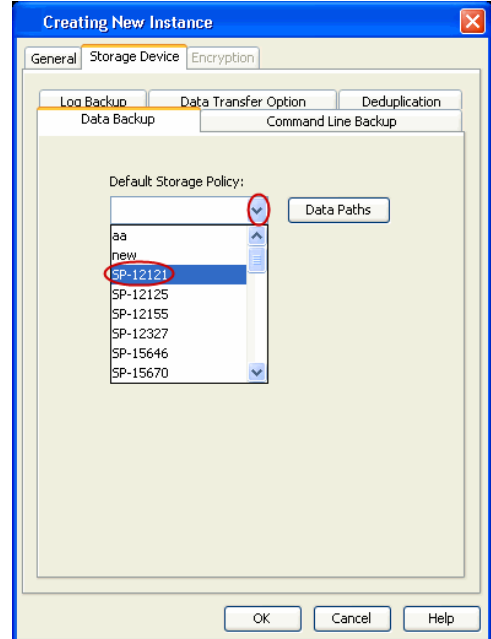 Creating New Instance
General Storage Device Encryption
Log Backup Data Transfer Option Deduplication
Data Backup Command Line Backup
Default Storage Policy:
Data Paths
aa
new
SP-12121
SP-12125
SP-12155
SP-12327
SP-15646
SP-15670
OK Cancel Help